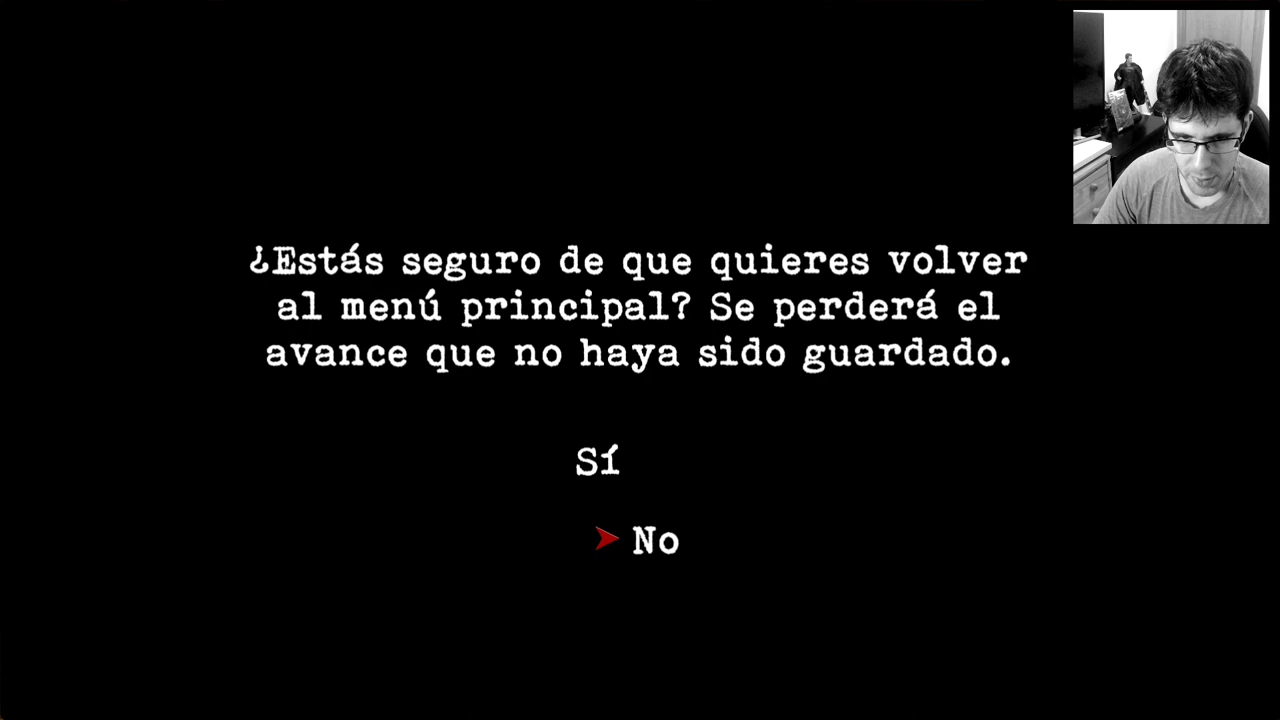 ¿Estás seguro de que quieres volver
al menú principal? Se perderá el
avance que no haya sido guardado.
Sí
No